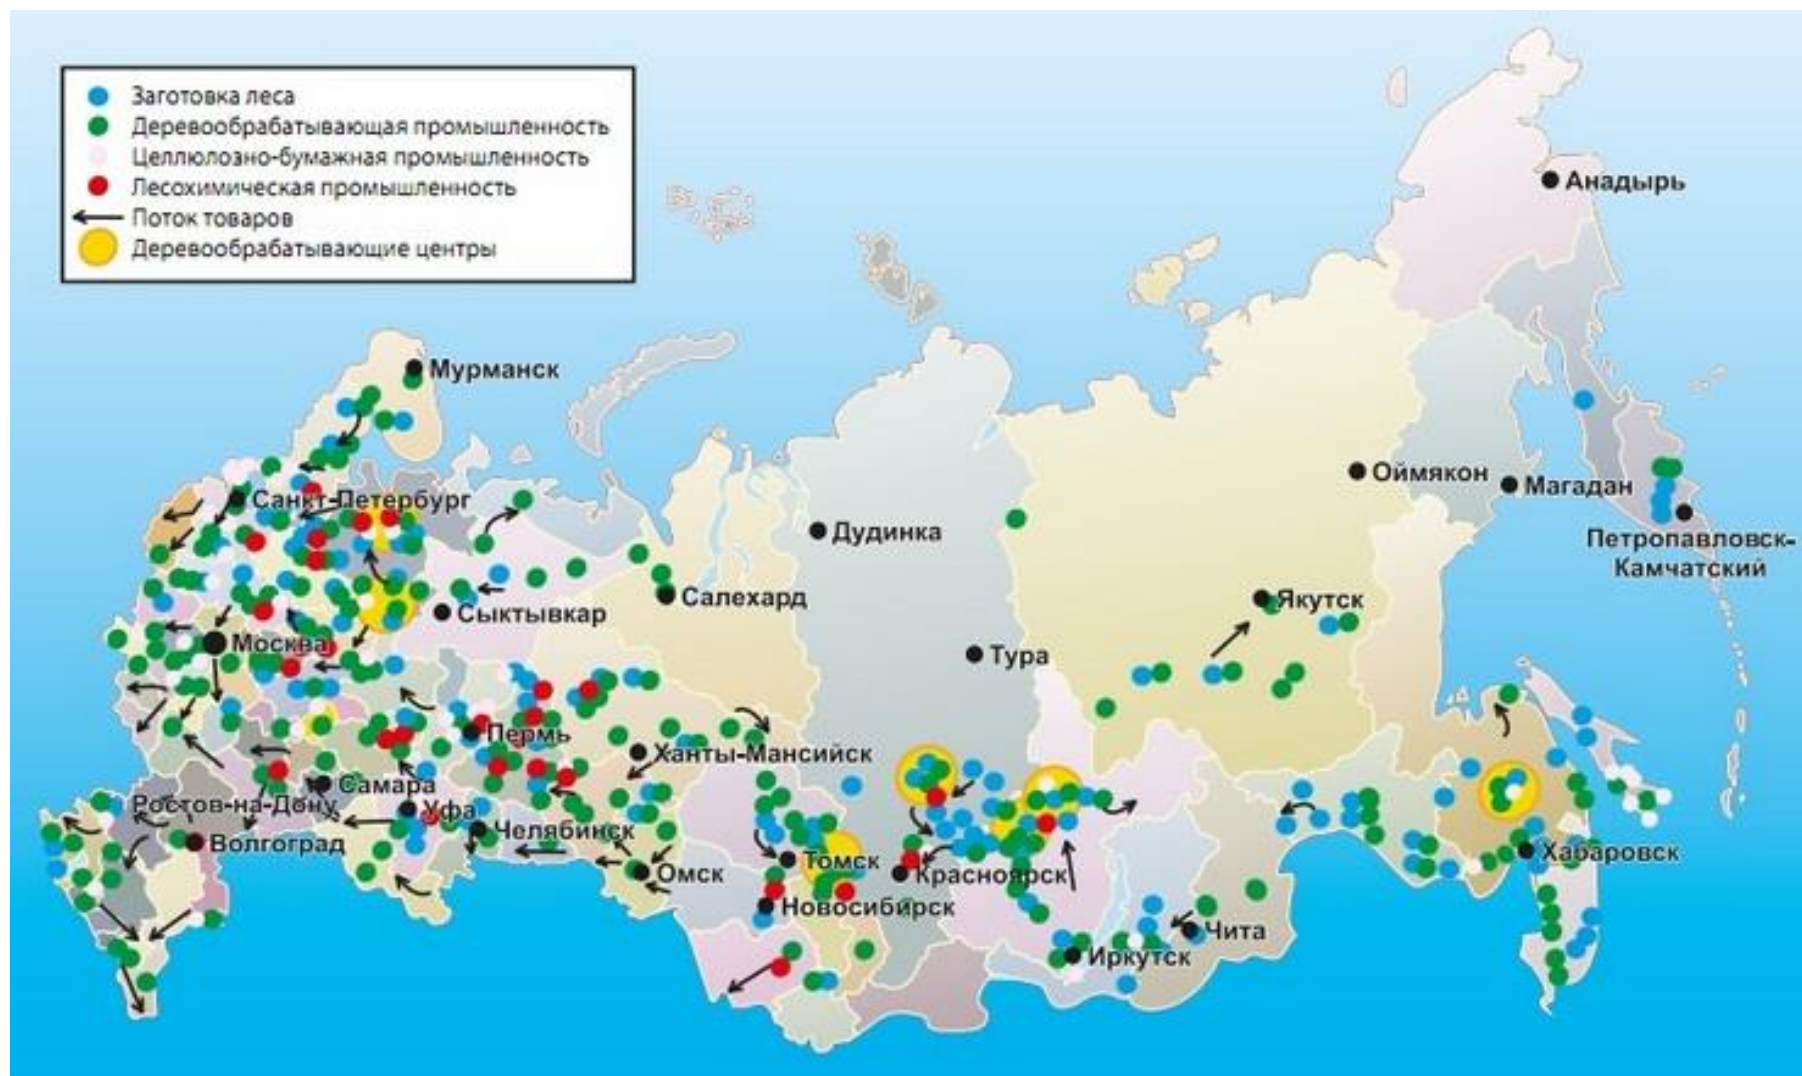 Заготовка леса
Деревообрабатывающая промышленность
Целлюлозно-бумажная промышленность
Лесохимическая промышленность
Поток товаров
Деревообрабатывающие центры
Анадырь
Мурманск
Оймякон
Магадан
Санкт-Петербург
Дудинка
Петропавловск-
Камчатский
Салехард
Якутск
Сыктывкар
Москва
Тура
Пермь
Ханты-Мансийск
Самара
Ростов-на-Дону
Уфа
Челябинск
Волгоград
Томск
Хабаровск
Омск
Красноярск
Новосибирск
Чита
Иркутск